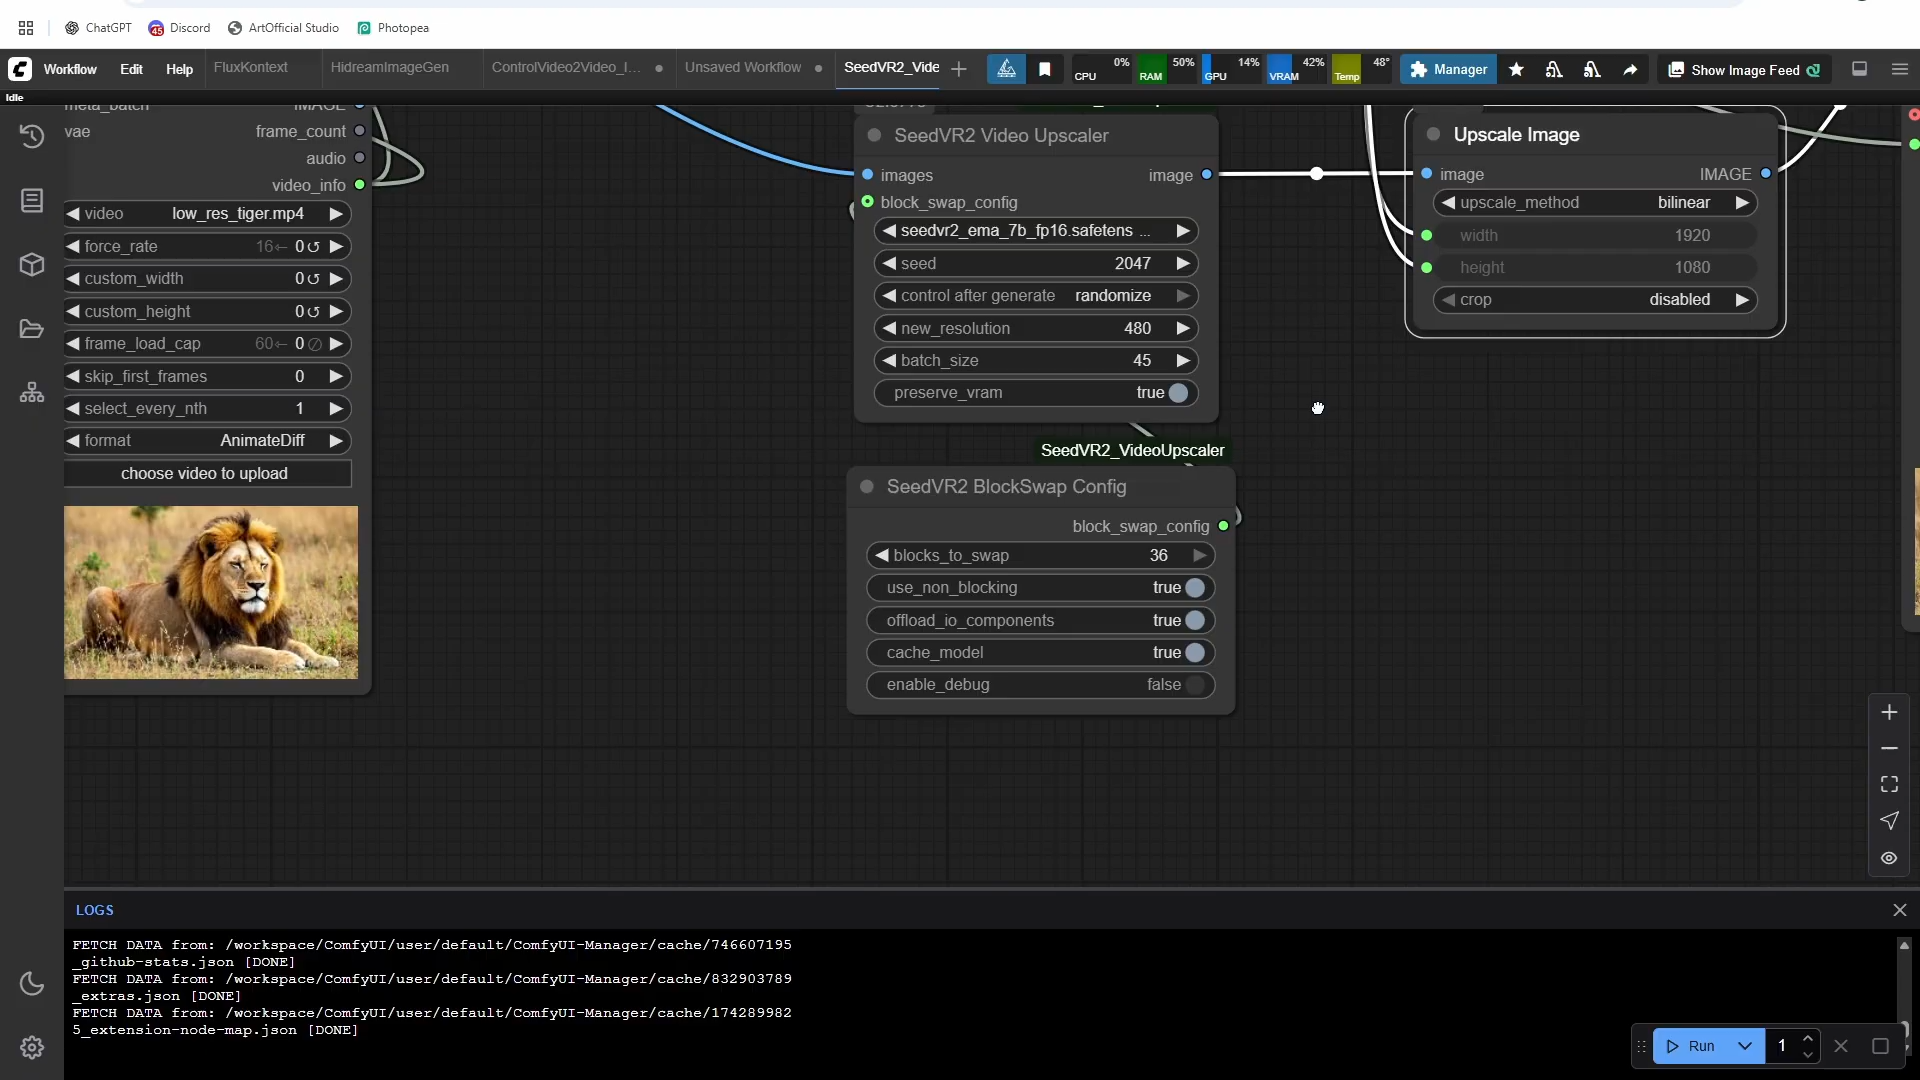 ChatGPT
45
Discord
ArtOfficial Studio
Photopea
Workflow
Edit
Help
FluxKontext
HidreamImageGen
ControlVideo2Video_I...
Unsaved Workflow
SeedVR2_Vide
CPU 0%
RAM 50%
GPU 14%
VRAM 42%
Temp 48°
Manager
Show Image Feed
Idle
meta_batch
IMAGE
vae
frame_count
audio
video_info
video low_res_tiger.mp4
force_rate 16← 0↺
custom_width 0↺
custom_height 0↺
frame_load_cap 60← 0∅
skip_first_frames 0
select_every_nth 1
format AnimateDiff
choose video to upload
SeedVR2 Video Upscaler
images
image
block_swap_config
seedvr2_ema_7b_fp16.safetens ...
seed 2047
control after generate randomize
new_resolution 480
batch_size 45
preserve_vram true
SeedVR2_VideoUpscaler
SeedVR2 BlockSwap Config
block_swap_config
blocks_to_swap 36
use_non_blocking true
offload_io_components true
cache_model true
enable_debug false
Upscale Image
image
IMAGE
upscale_method bilinear
width 1920
height 1080
crop disabled
LOGS
FETCH DATA from: /workspace/ComfyUI/user/default/ComfyUI-Manager/cache/746607195
_github-stats.json [DONE]
FETCH DATA from: /workspace/ComfyUI/user/default/ComfyUI-Manager/cache/832903789
_extras.json [DONE]
FETCH DATA from: /workspace/ComfyUI/user/default/ComfyUI-Manager/cache/174289982
5_extension-node-map.json [DONE]
Run
1